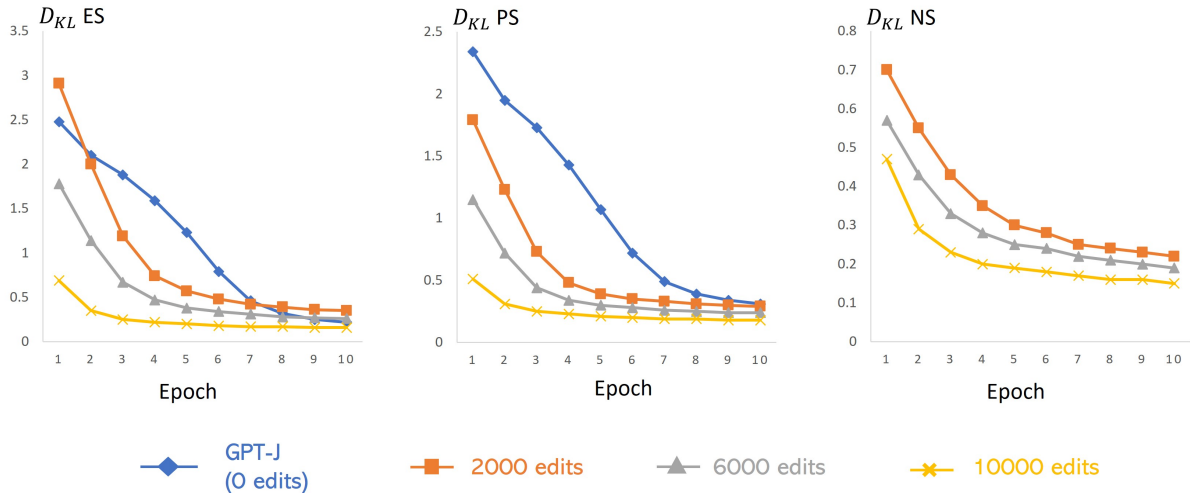 D_KL ES
3.5
3
2.5
2
1.5
1
0.5
0
1 2 3 4 5 6 7 8 9 10
Epoch
D_KL PS
2.5
2
1.5
1
0.5
0
1 2 3 4 5 6 7 8 9 10
Epoch
D_KL NS
0.8
0.7
0.6
0.5
0.4
0.3
0.2
0.1
0
1 2 3 4 5 6 7 8 9 10
Epoch
GPT-J
(0 edits)
2000 edits
6000 edits
10000 edits